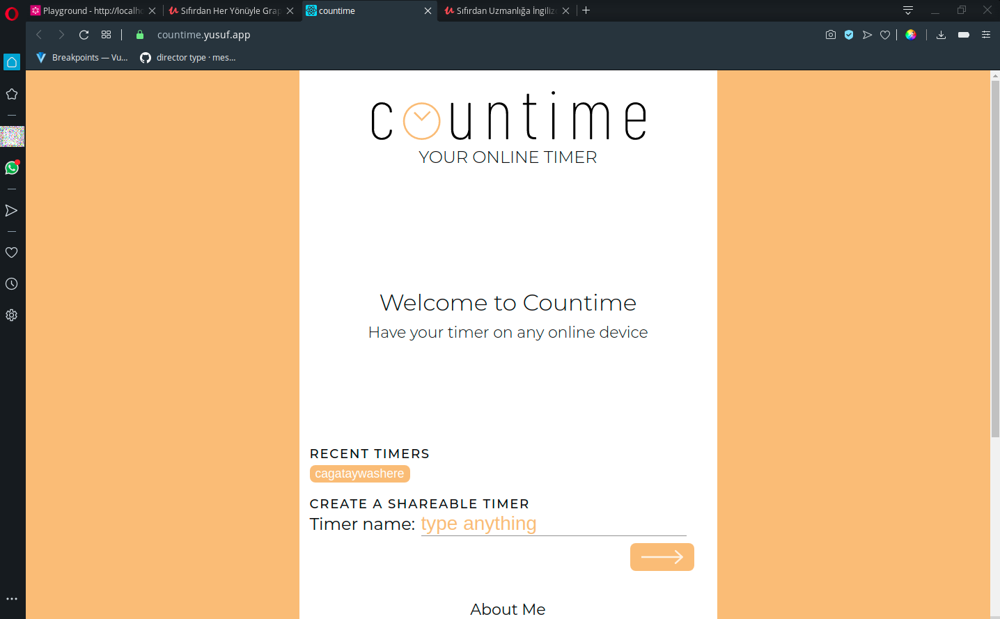 Playground - http://localho
Sıfırdan Her Yönüyle Grap
countime
Sıfırdan Uzmanlığa İngiliz
countime.yusuf.app
Breakpoints — Vu...
director type · mes...
countime
YOUR ONLINE TIMER
Welcome to Countime
Have your timer on any online device
RECENT TIMERS
cagataywashere
CREATE A SHAREABLE TIMER
Timer name: type anything
About Me